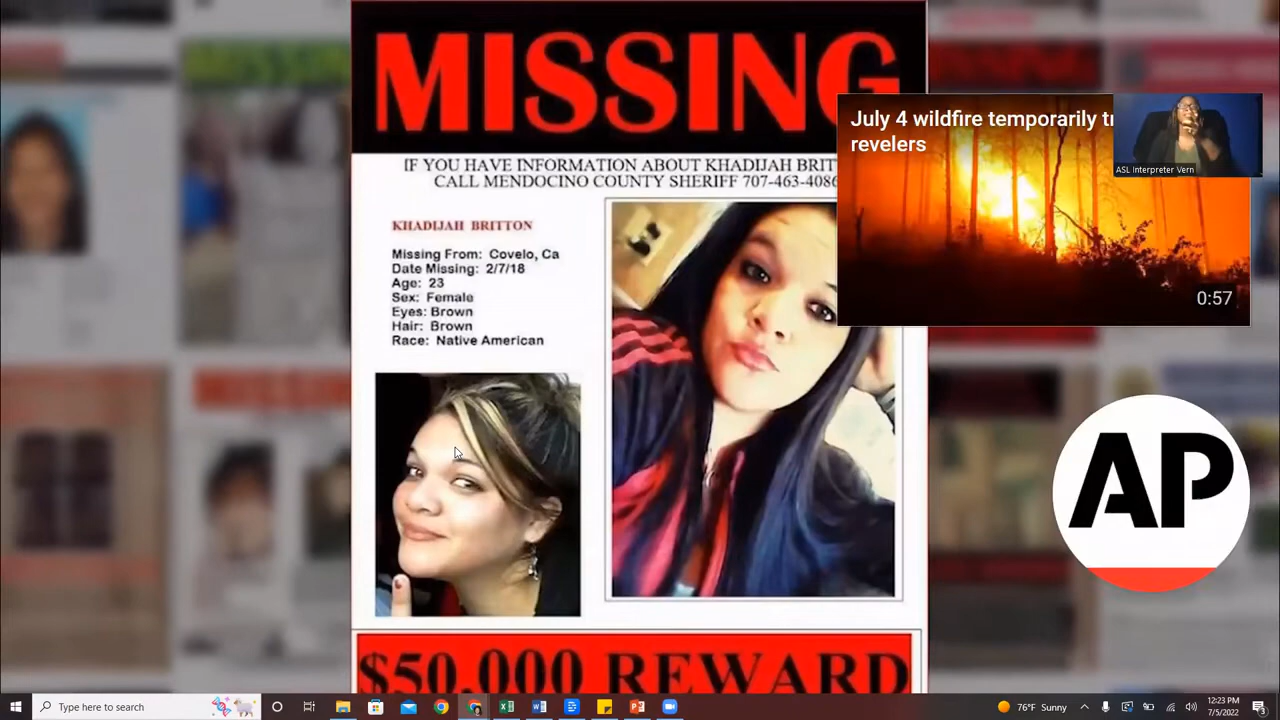 MISSING
IF YOU HAVE INFORMATION ABOUT KHADIJAH
CALL MENDOCINO COUNTY SHERIFF 707-463-4086
KHADIJAH BRITTON
Missing From: Covelo, Ca
Date Missing: 2/7/18
Age: 23
Sex: Female
Eyes: Brown
Hair: Brown
Race: Native American
$50,000 REWARD
July 4 wildfire temporarily
revelers
ASL Interpreter Vern
0:57
AP
Type here to search
76°F Sunny
12:23 PM
7/5/2022